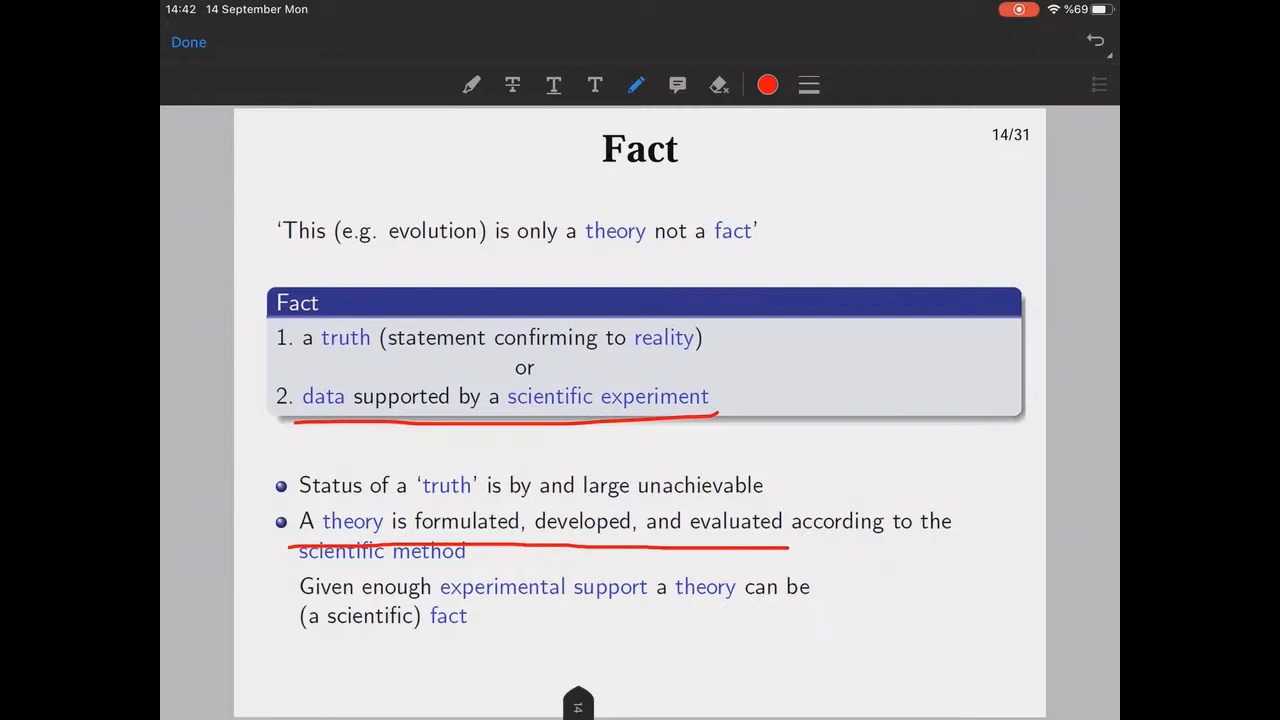 14:42 14 September Mon
%69
Done
14/31
Fact
‘This (e.g. evolution) is only a theory not a fact’
Fact
1. a truth (statement confirming to reality)
or
2. data supported by a scientific experiment
Status of a ‘truth’ is by and large unachievable
A theory is formulated, developed, and evaluated according to the
scientific method
Given enough experimental support a theory can be
(a scientific) fact
14